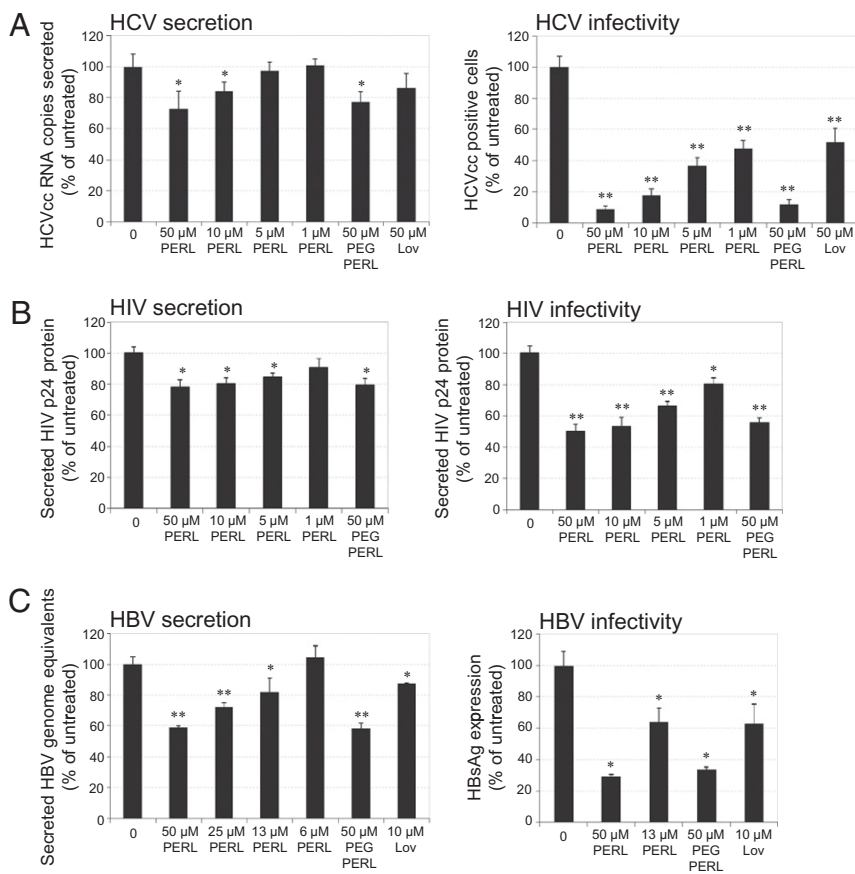 A
HCV secretion
HCVcc RNA copies secreted
(% of untreated)
120
100
80
60
40
20
0
* * *
0
50 µM
PERL
10 µM
PERL
5 µM
PERL
1 µM
PERL
50 µM
PEG
PERL
50 µM
Lov
HCV infectivity
HCVcc positive cells
(% of untreated)
120
100
80
60
40
20
0
** ** ** ** ** **
0
50 µM
PERL
10 µM
PERL
5 µM
PERL
1 µM
PERL
50 µM
PEG
PERL
50 µM
Lov
B
HIV secretion
Secreted HIV p24 protein
(% of untreated)
120
100
80
60
40
20
0
* * * *
0
50 µM
PERL
10 µM
PERL
5 µM
PERL
1 µM
PERL
50 µM
PEG
PERL
HIV infectivity
Secreted HIV p24 protein
(% of untreated)
120
100
80
60
40
20
0
** ** ** * **
0
50 µM
PERL
10 µM
PERL
5 µM
PERL
1 µM
PERL
50 µM
PEG
PERL
C
HBV secretion
Secreted HBV genome equivalents
(% of untreated)
120
100
80
60
40
20
0
** ** * ** *
0
50 µM
PERL
25 µM
PERL
13 µM
PERL
6 µM
PERL
50 µM
PEG
PERL
10 µM
Lov
HBV infectivity
HBsAg expression
(% of untreated)
120
100
80
60
40
20
0
* * * *
0
50 µM
PERL
13 µM
PERL
50 µM
PEG
PERL
10 µM
Lov